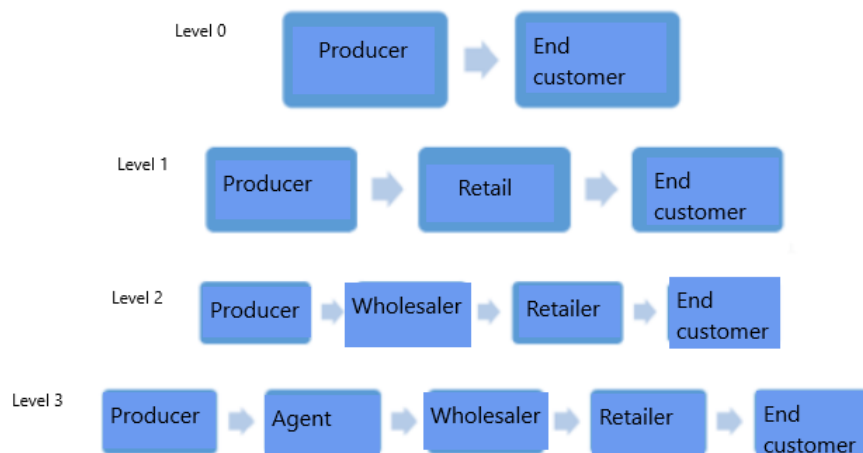 Level 0
Producer
End
customer
Level 1
Producer
Retail
End
customer
Level 2
Producer
Wholesaler
Retailer
End
customer
Level 3
Producer
Agent
Wholesaler
Retailer
End
customer